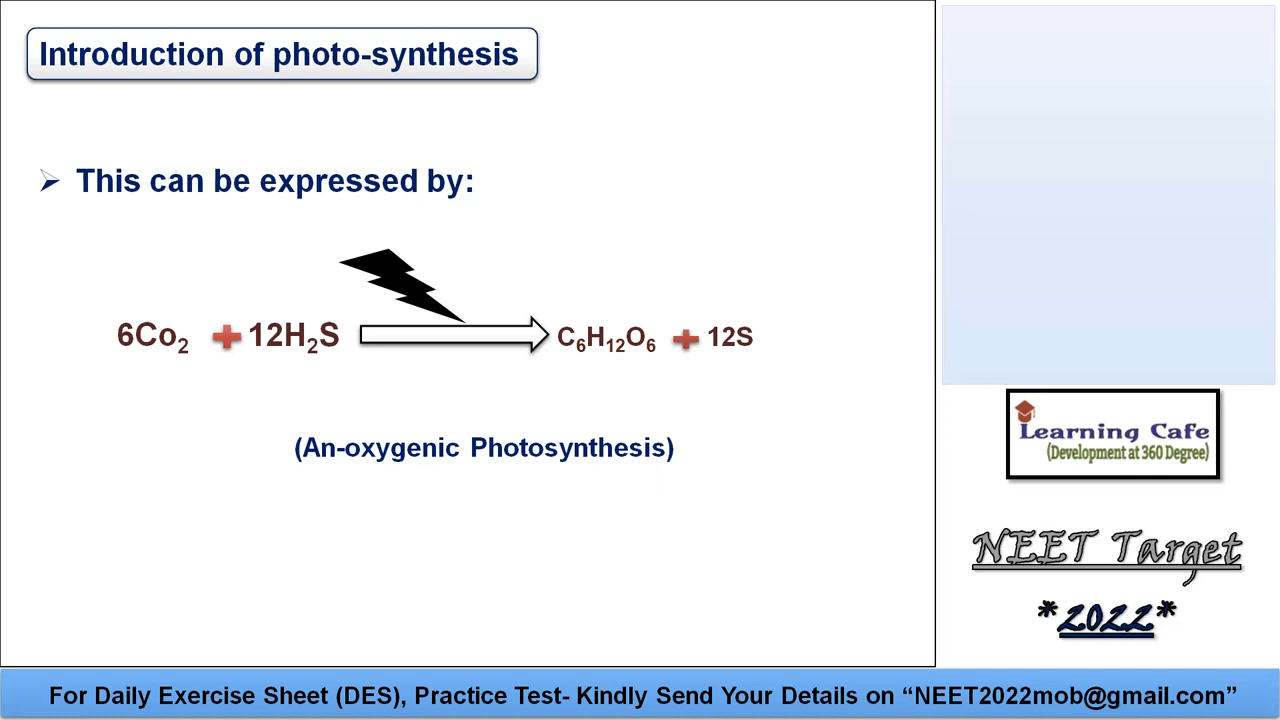 Introduction of photo-synthesis
➢ This can be expressed by:
6Co₂ + 12H₂S → C₆H₁₂O₆ + 12S
(An-oxygenic Photosynthesis)
Learning Cafe
(Development at 360 Degree)
NEET Target
*2022*
For Daily Exercise Sheet (DES), Practice Test- Kindly Send Your Details on “NEET2022mob@gmail.com”